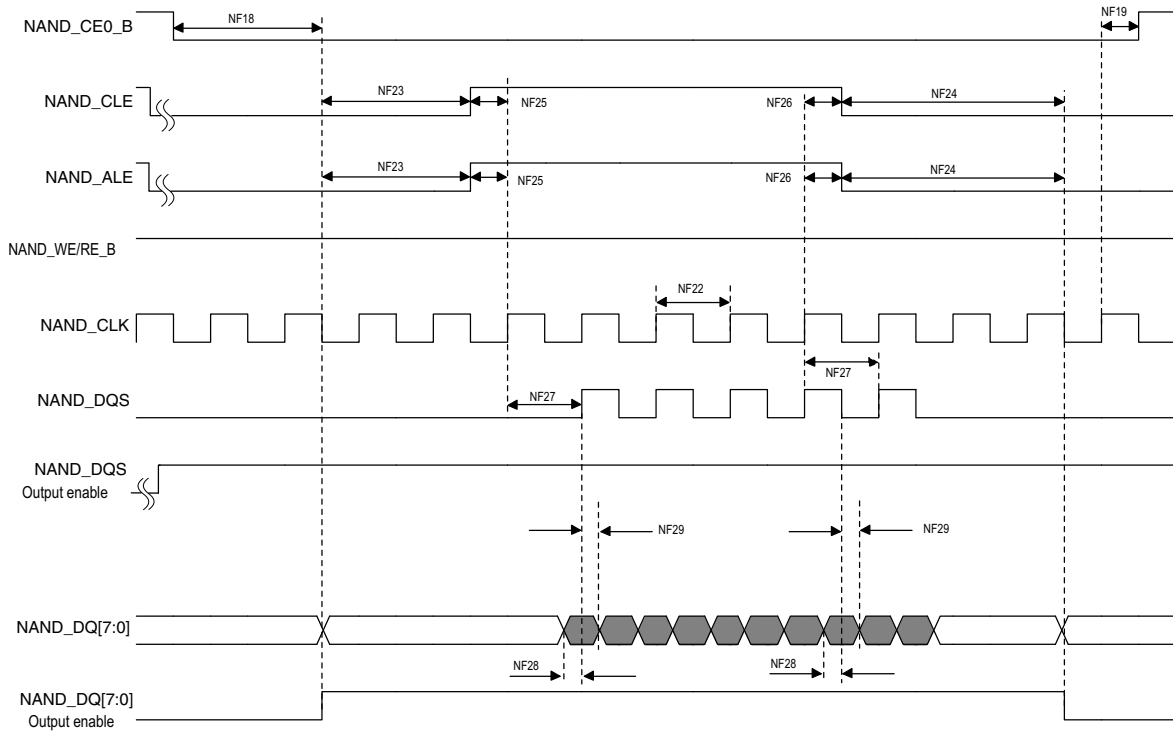 NAND_CE0_B
NF18
NF19
NAND_CLE
NF23
NF25
NF26
NF24
NAND_ALE
NF23
NF25
NF26
NF24
NAND_WE/RE_B
NF22
NAND_CLK
NF27
NAND_DQS
NF27
NAND_DQS
Output enable
NF29
NF29
NAND_DQ[7:0]
NF28
NF28
NAND_DQ[7:0]
Output enable